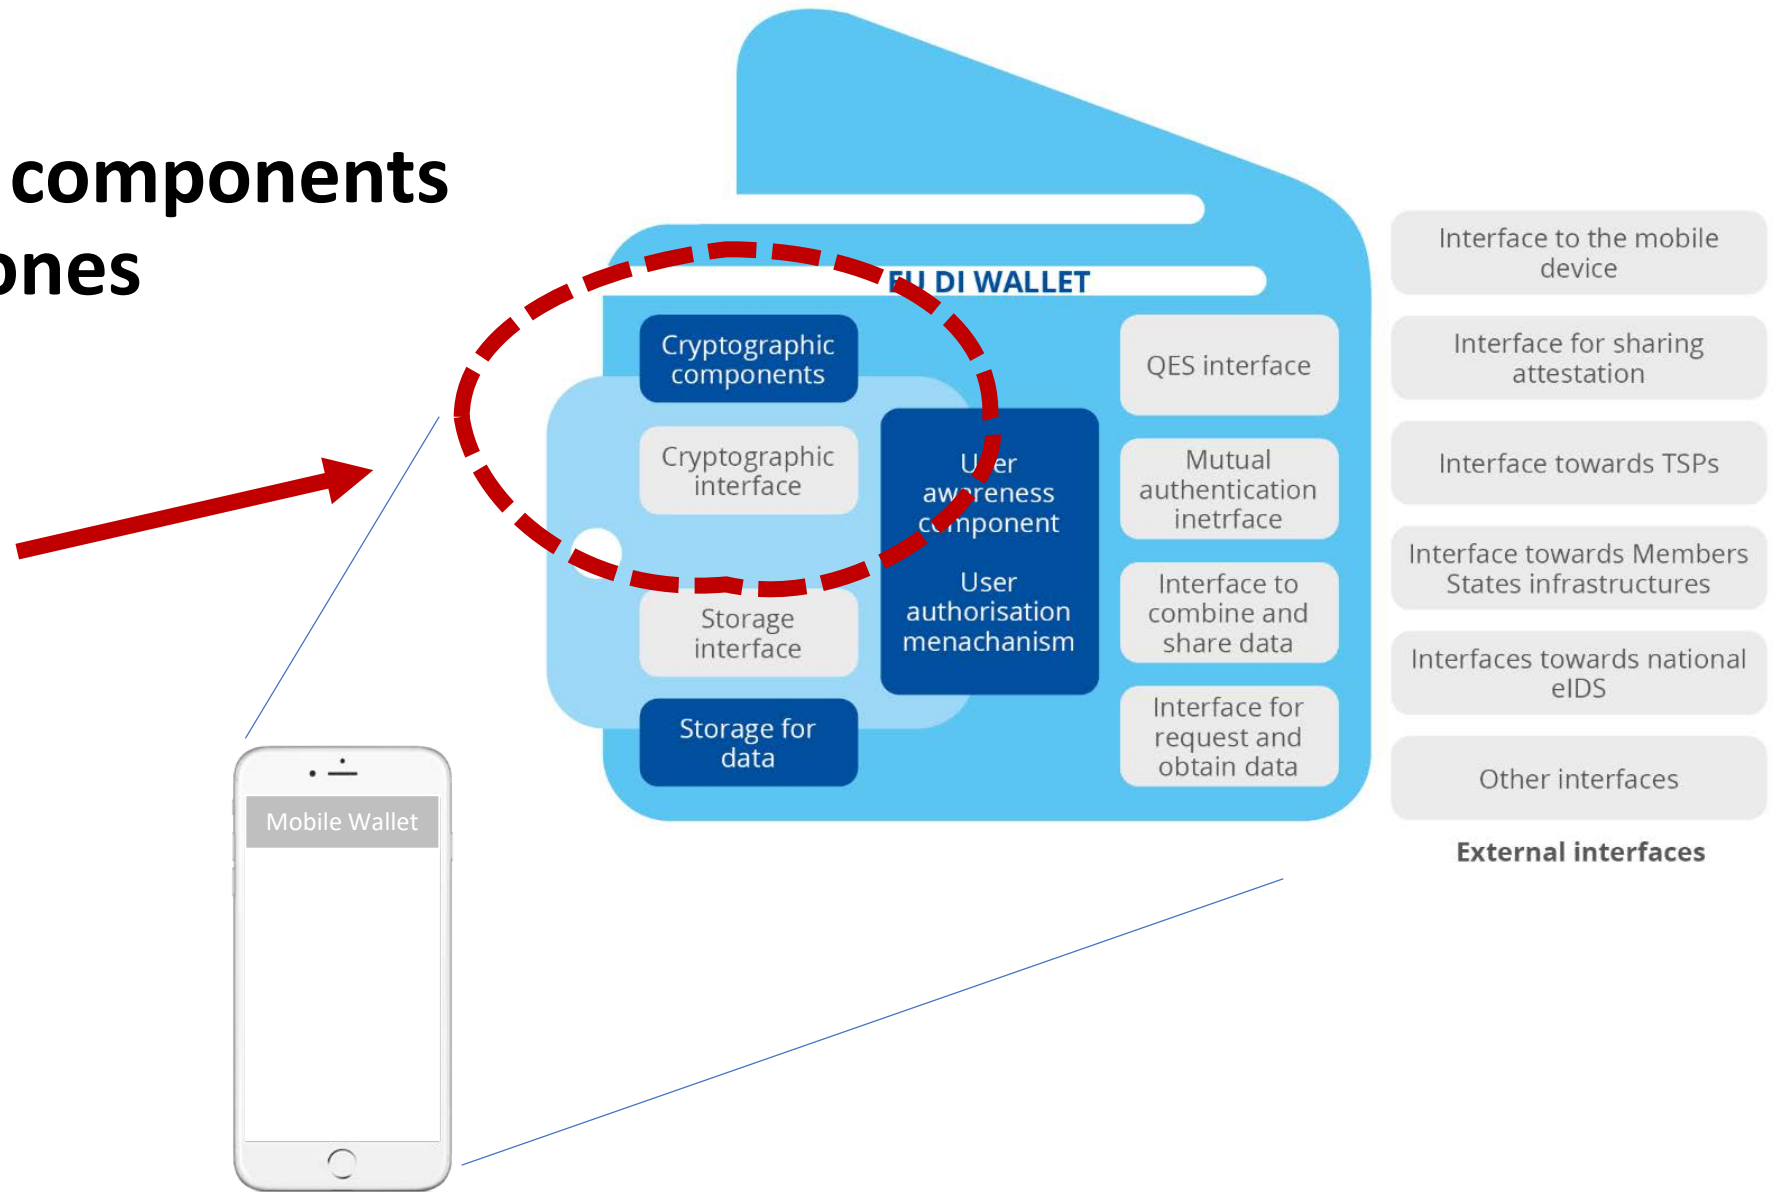 components
ones
EU DI WALLET
Cryptographic
components
Cryptographic
interface
Storage
interface
Storage for
data
User
awareness
component
User
authorisation
menachanism
QES interface
Mutual
authentication
inetrface
Interface to
combine and
share data
Interface for
request and
obtain data
Interface to the mobile
device
Interface for sharing
attestation
Interface towards TSPs
Interface towards Members
States infrastructures
Interfaces towards national
eIDS
Other interfaces
External interfaces
Mobile Wallet